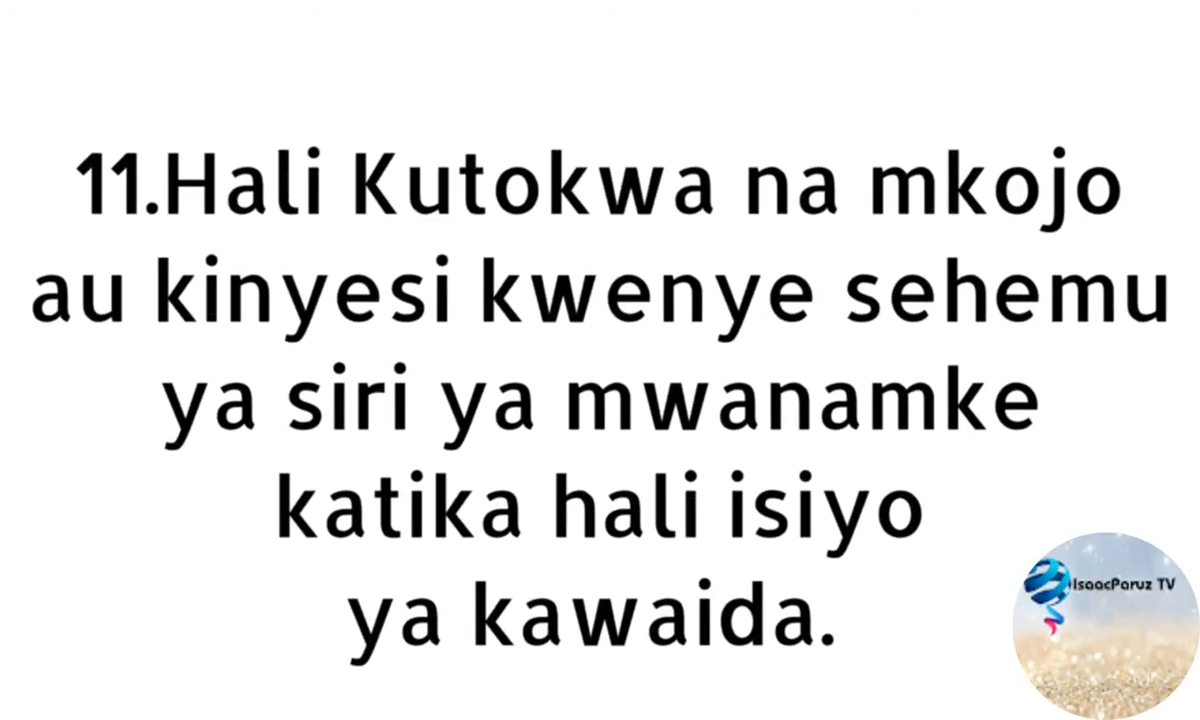 11.Hali Kutokwa na mkojo
au kinyesi kwenye sehemu
ya siri ya mwanamke
katika hali isiyo
ya kawaida.
IsaacParuz TV